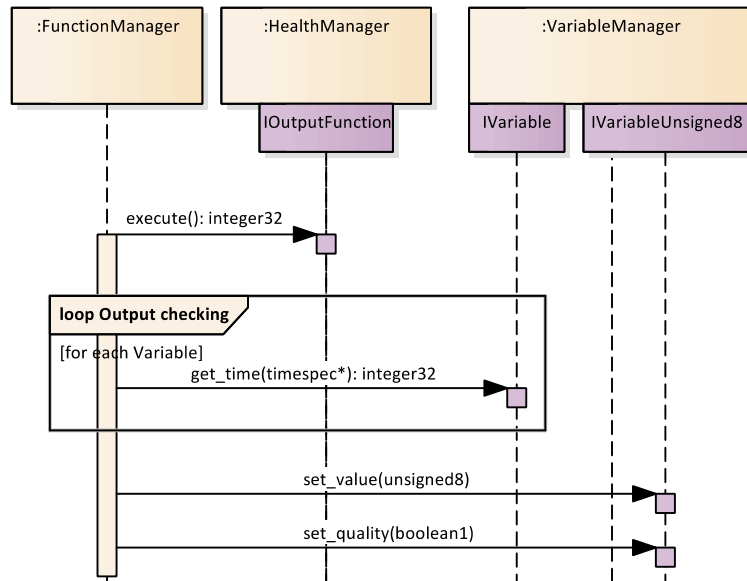 :FunctionManager
:HealthManager
:VariableManager
IOutputFunction
IVariable
IVariableUnsigned8
execute(): integer32
loop Output checking
[for each Variable]
get_time(timespec*): integer32
set_value(unsigned8)
set_quality(boolean1)